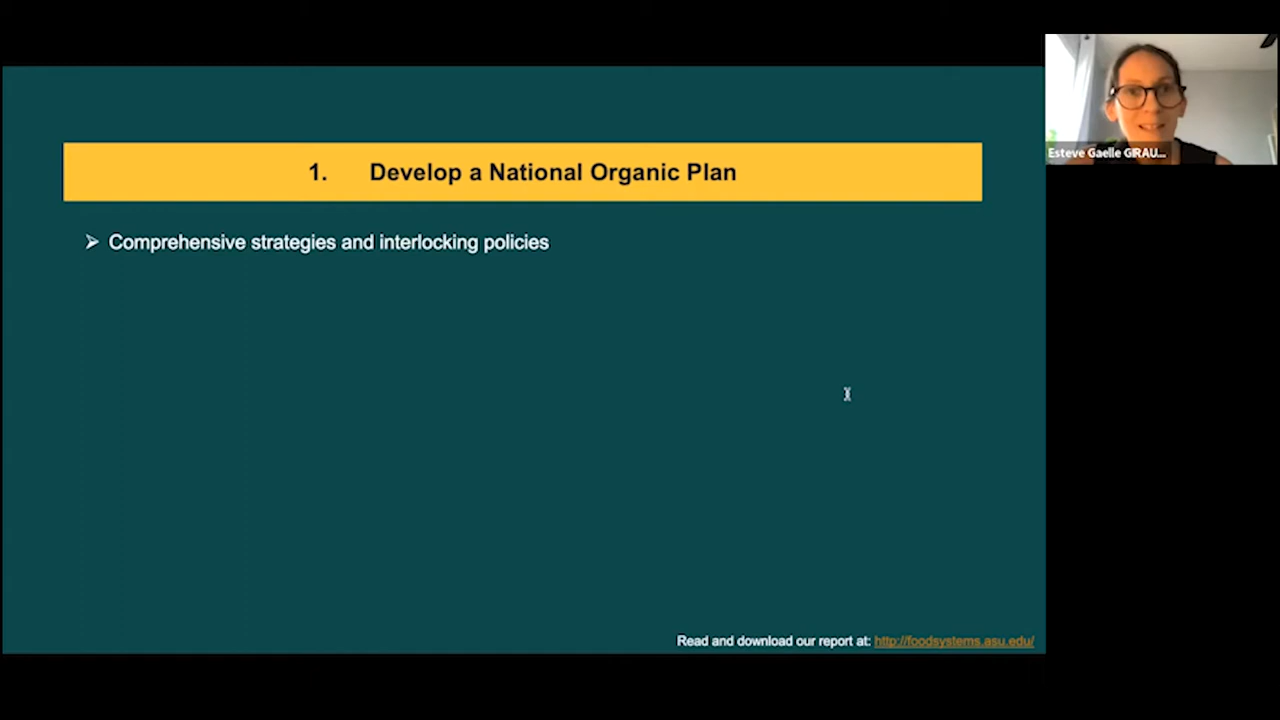 1. Develop a National Organic Plan
➢ Comprehensive strategies and interlocking policies
Esteve Gaelle GIRAU...
Read and download our report at: http://foodsystems.asu.edu/